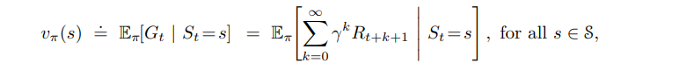 v_π(s) ≐ 𝔼_π[G_t | S_t=s] = 𝔼_π[∑_{k=0}^{∞} γ^k R_{t+k+1} | S_t=s], for all s ∈ 𝒮,